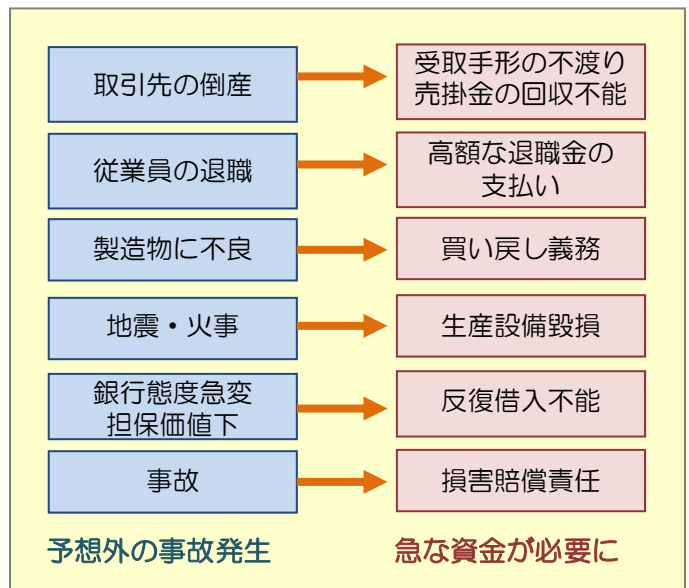 取引先の倒産
受取手形の不渡り
売掛金の回収不能
従業員の退職
高額な退職金の
支払い
製造物に不良
買い戻し義務
地震・火事
生産設備毀損
銀行態度急変
担保価値下
反復借入不能
事故
損害賠償責任
予想外の事故発生
急な資金が必要に